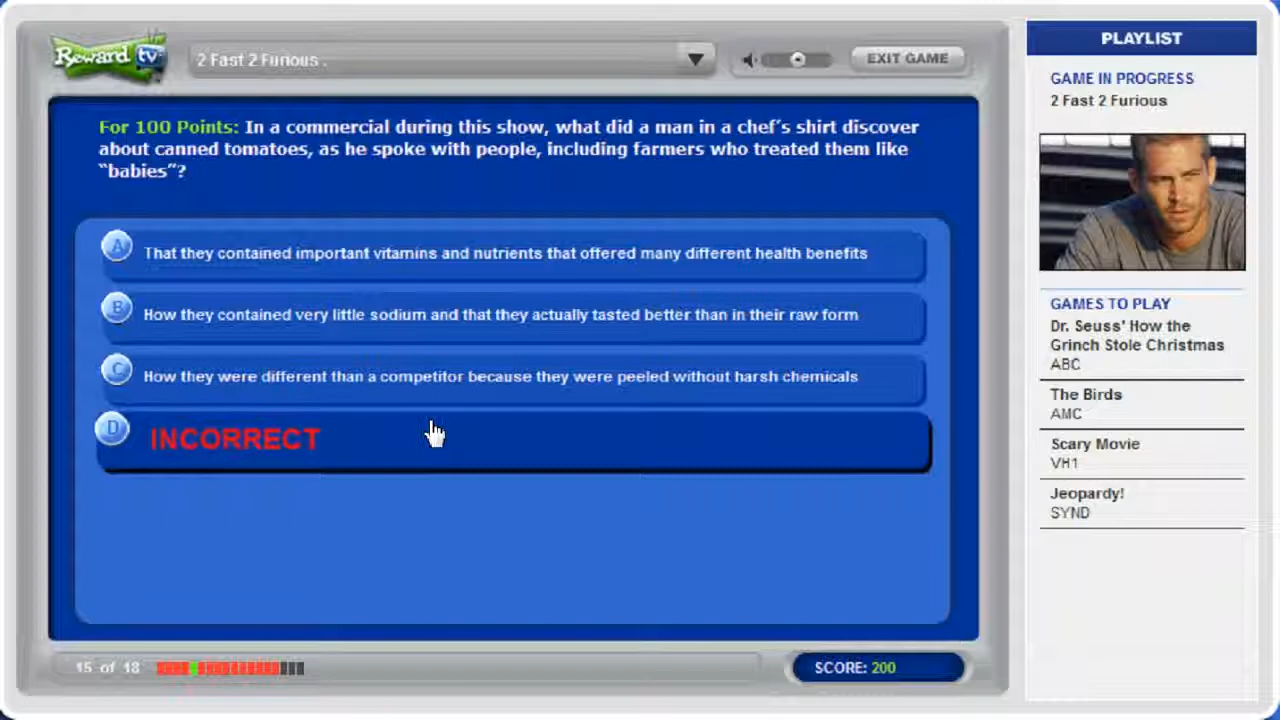 Reward tv
2 Fast 2 Furious .
EXIT GAME
For 100 Points: In a commercial during this show, what did a man in a chef's shirt discover
about canned tomatoes, as he spoke with people, including farmers who treated them like
“babies”?
A That they contained important vitamins and nutrients that offered many different health benefits
B How they contained very little sodium and that they actually tasted better than in their raw form
C How they were different than a competitor because they were peeled without harsh chemicals
D INCORRECT
15 of 18
SCORE: 200
PLAYLIST
GAME IN PROGRESS
2 Fast 2 Furious
GAMES TO PLAY
Dr. Seuss' How the
Grinch Stole Christmas
ABC
The Birds
AMC
Scary Movie
VH1
Jeopardy!
SYND